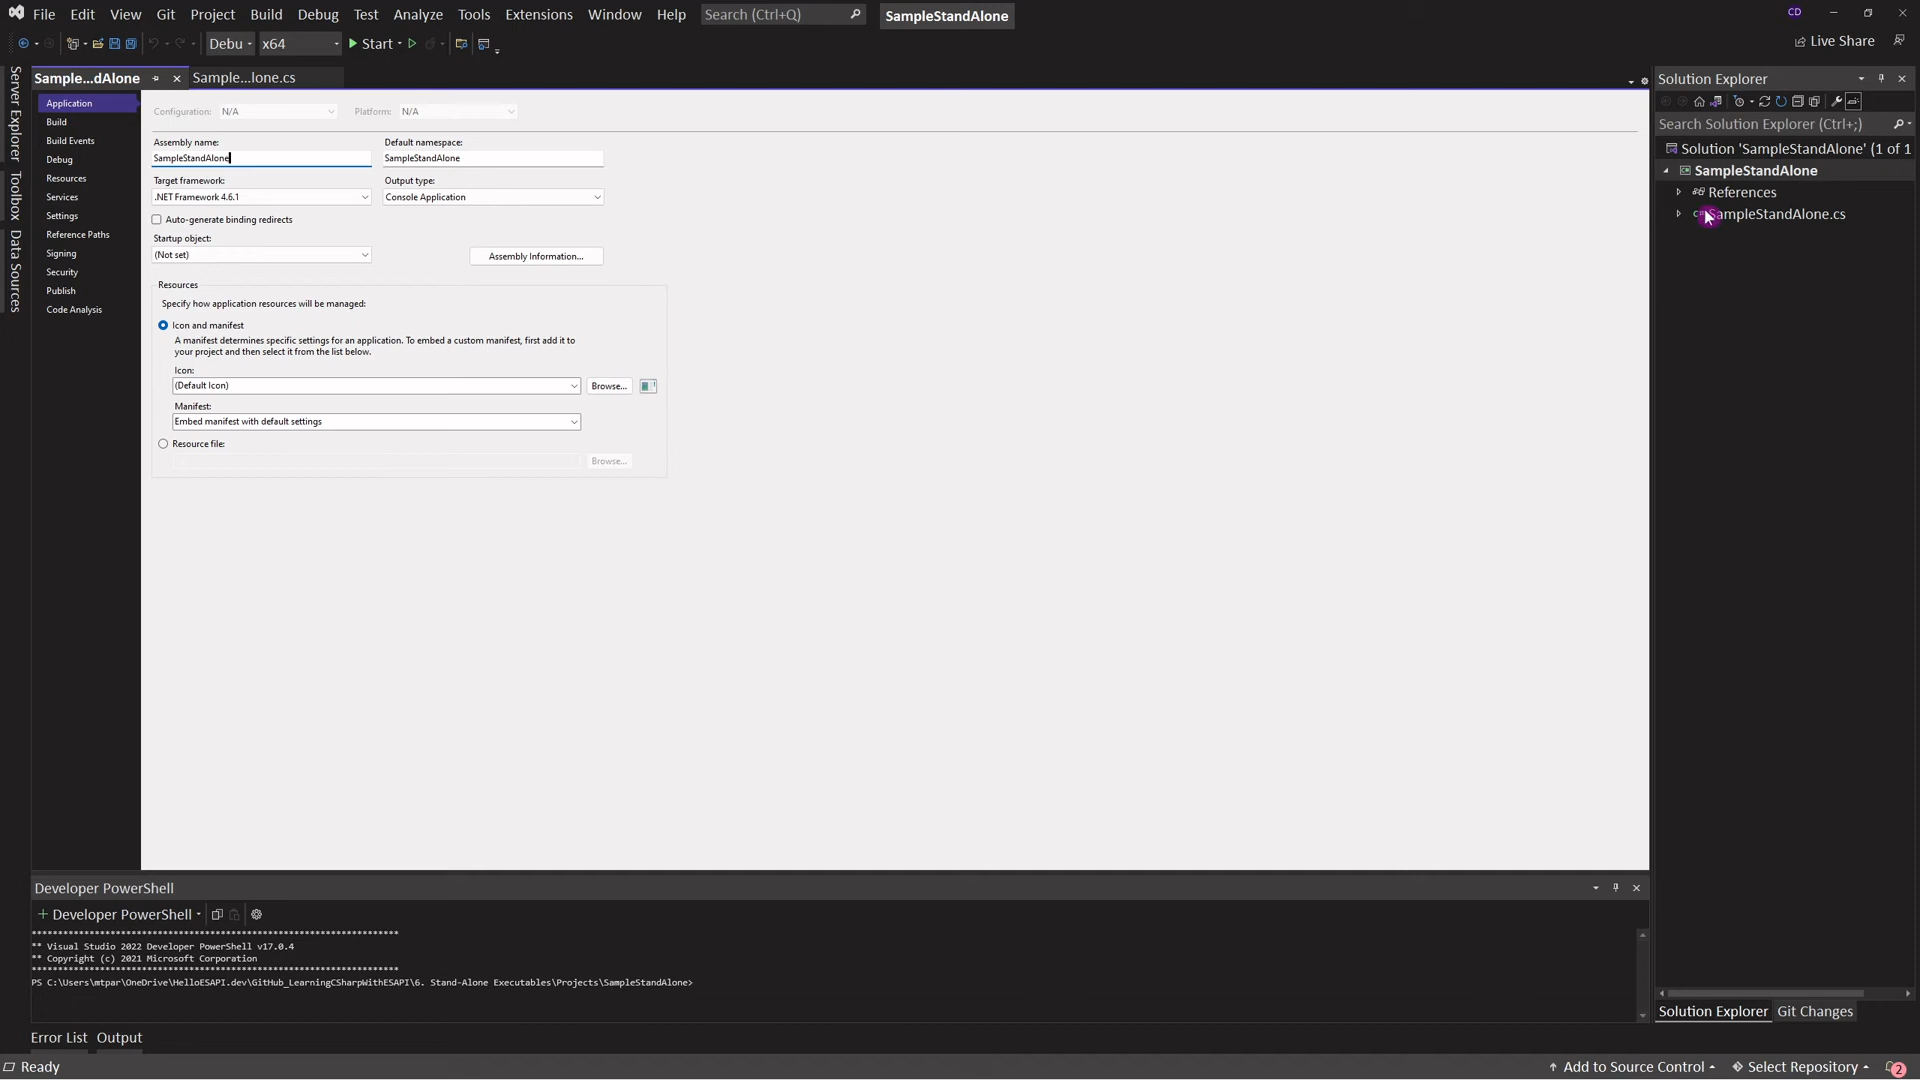 File Edit View Git Project Build Debug Test Analyze Tools Extensions Window Help Search (Ctrl+Q) SampleStandAlone CD
Debu x64 Start Live Share
Server Explorer
Toolbox
Data Sources
Sample...dAlone Sample...lone.cs
Application
Build
Build Events
Debug
Resources
Services
Settings
Reference Paths
Signing
Security
Publish
Code Analysis
Configuration: N/A Platform: N/A
Assembly name: Default namespace:
SampleStandAlone SampleStandAlone
Target framework: Output type:
.NET Framework 4.6.1 Console Application
Auto-generate binding redirects
Startup object:
(Not set) Assembly Information...
Resources
Specify how application resources will be managed:
Icon and manifest
A manifest determines specific settings for an application. To embed a custom manifest, first add it to
your project and then select it from the list below.
Icon:
(Default Icon) Browse...
Manifest:
Embed manifest with default settings
Resource file:
Browse...
Solution Explorer
Search Solution Explorer (Ctrl+;)
Solution 'SampleStandAlone' (1 of 1
SampleStandAlone
References
SampleStandAlone.cs
Solution Explorer Git Changes
Developer PowerShell
+ Developer PowerShell
**********************************************************************
** Visual Studio 2022 Developer PowerShell v17.0.4
** Copyright (c) 2021 Microsoft Corporation
**********************************************************************
PS C:\Users\mtpar\OneDrive\HelloESAPI.dev\GitHub_LearningCSharpWithESAPI\6. Stand-Alone Executables\Projects\SampleStandAlone>
Error List Output
Ready Add to Source Control Select Repository 2